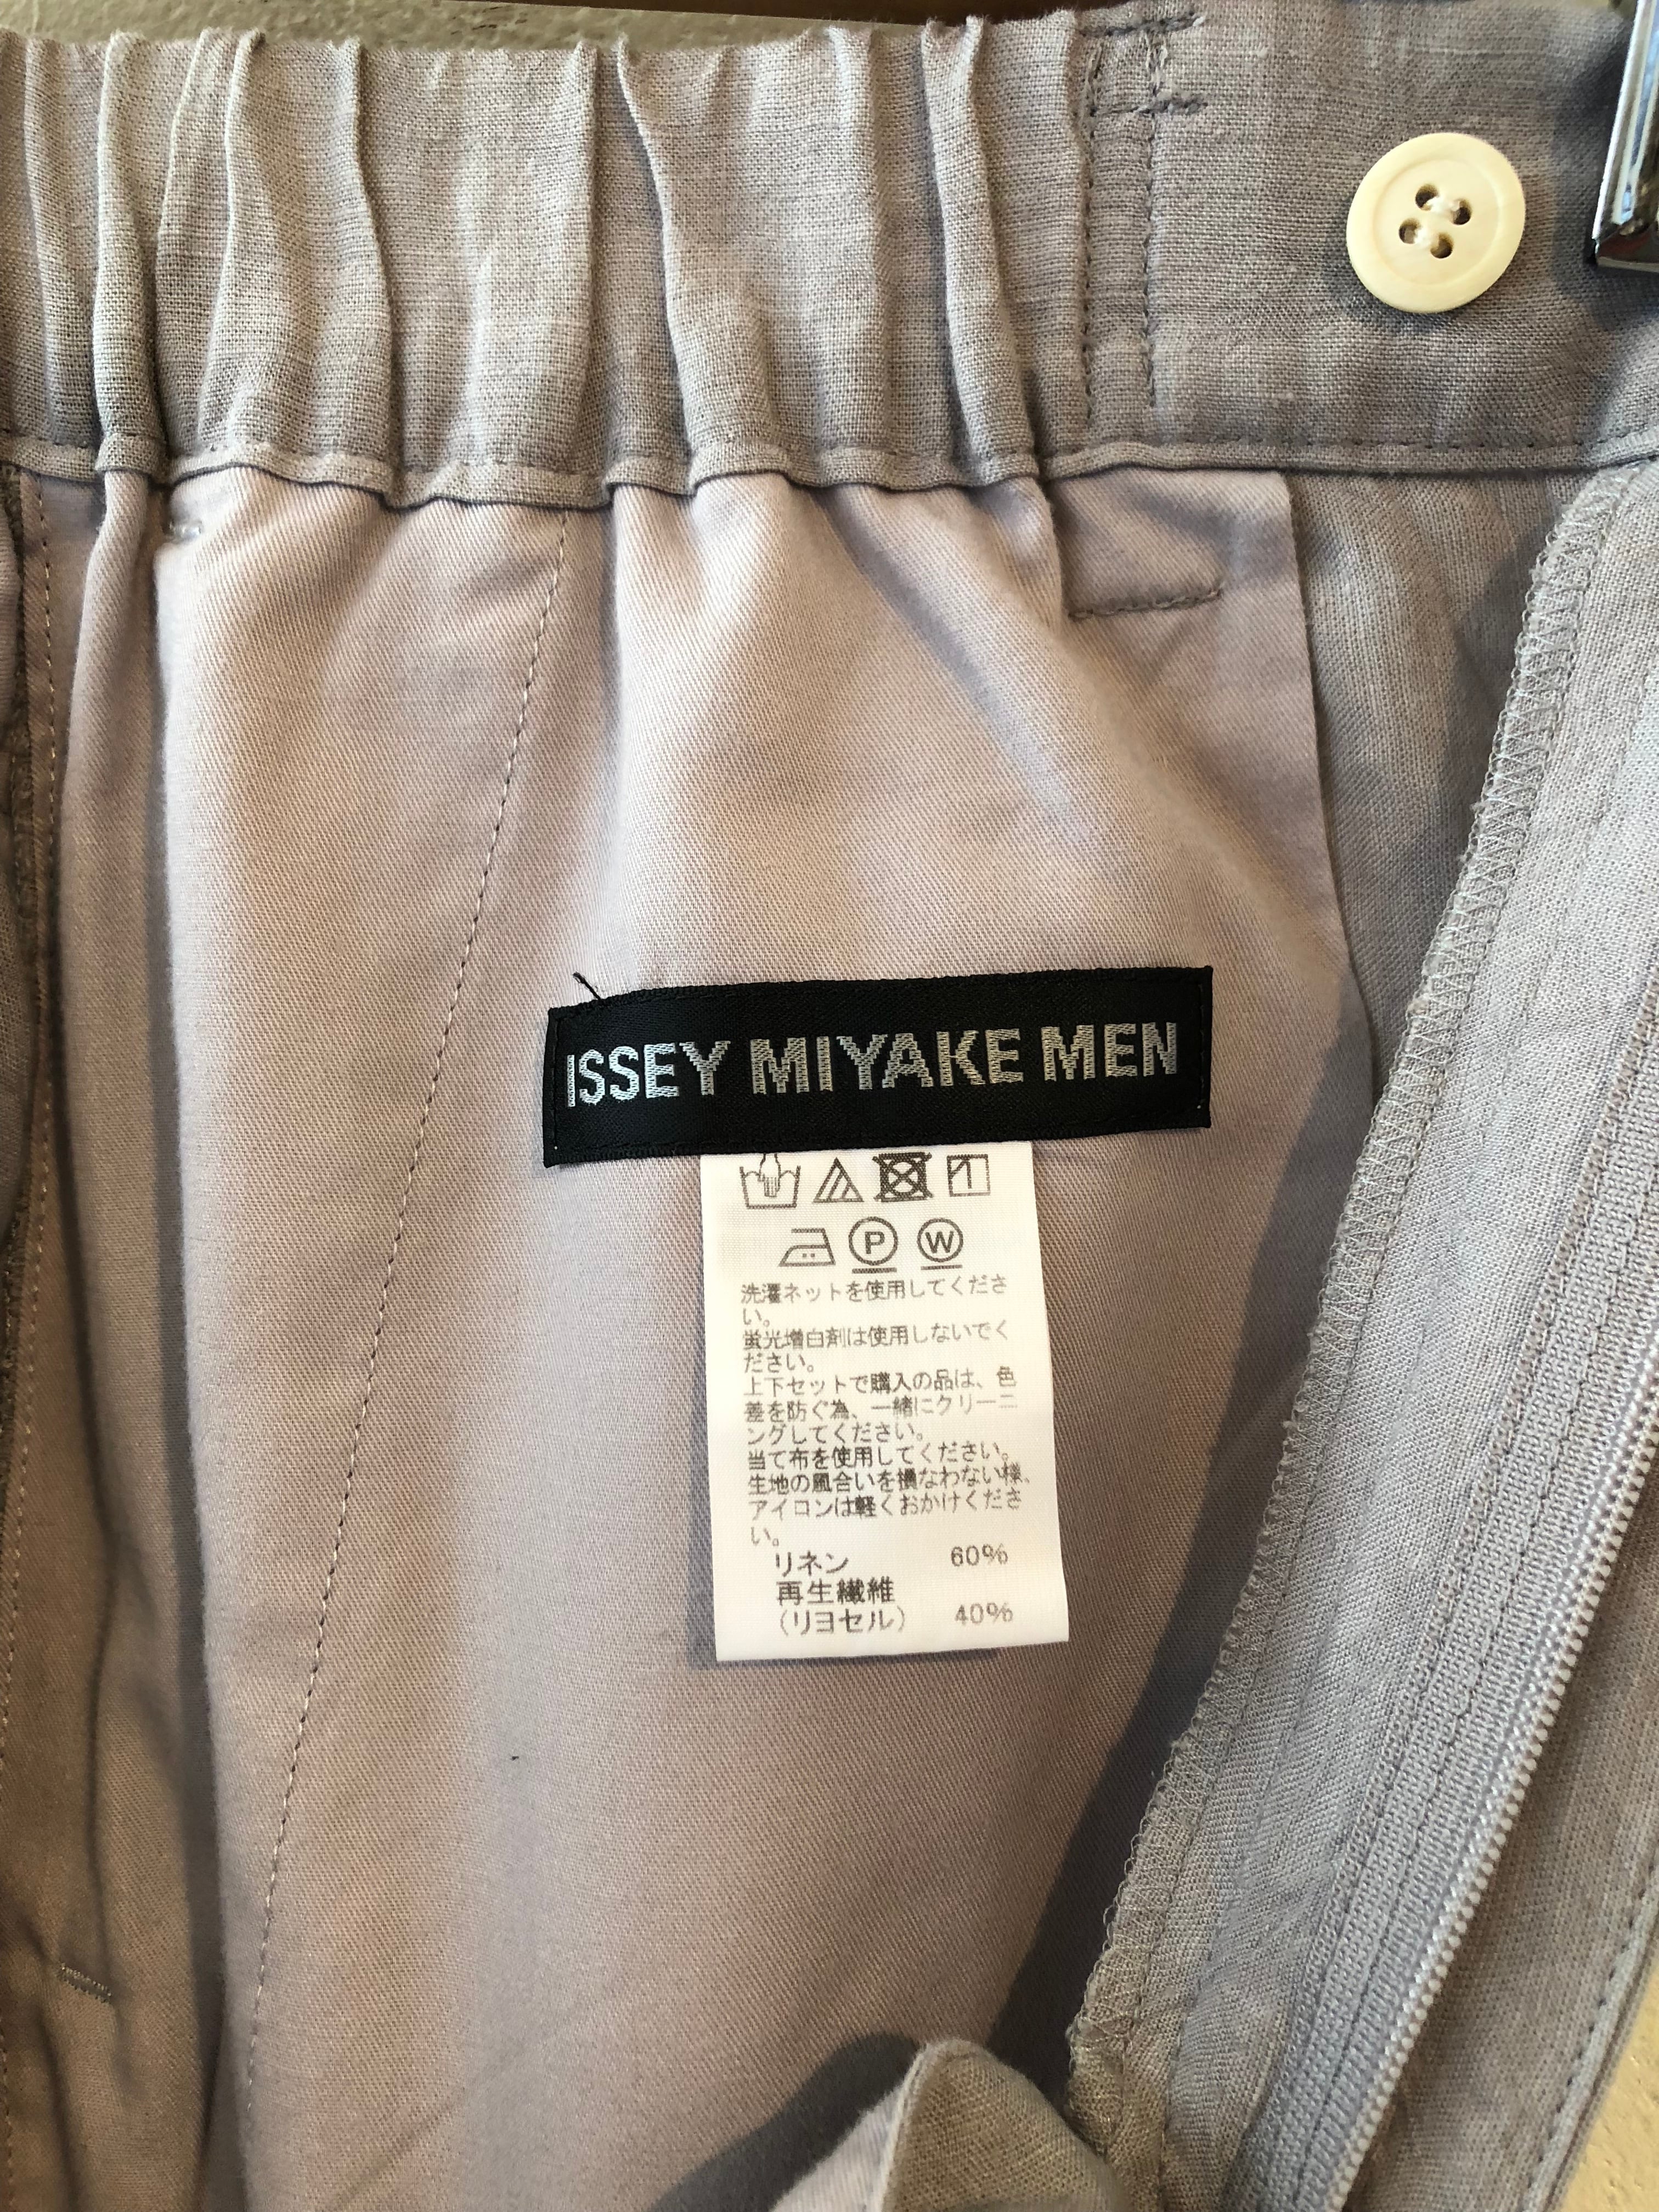 ISSEY MIYAKE MEN
P W
洗濯ネットを使用してくださ
い。
蛍光増白剤は使用しないでく
ださい。
上下セットで購入の品は、色
差を防ぐ為、一緒にクリーニ
ングしてください。
当て布を使用してください。
生地の風合いを損なわない様、
アイロンは軽くおかけくださ
い。
リネン 60%
再生繊維
(リヨセル) 40%